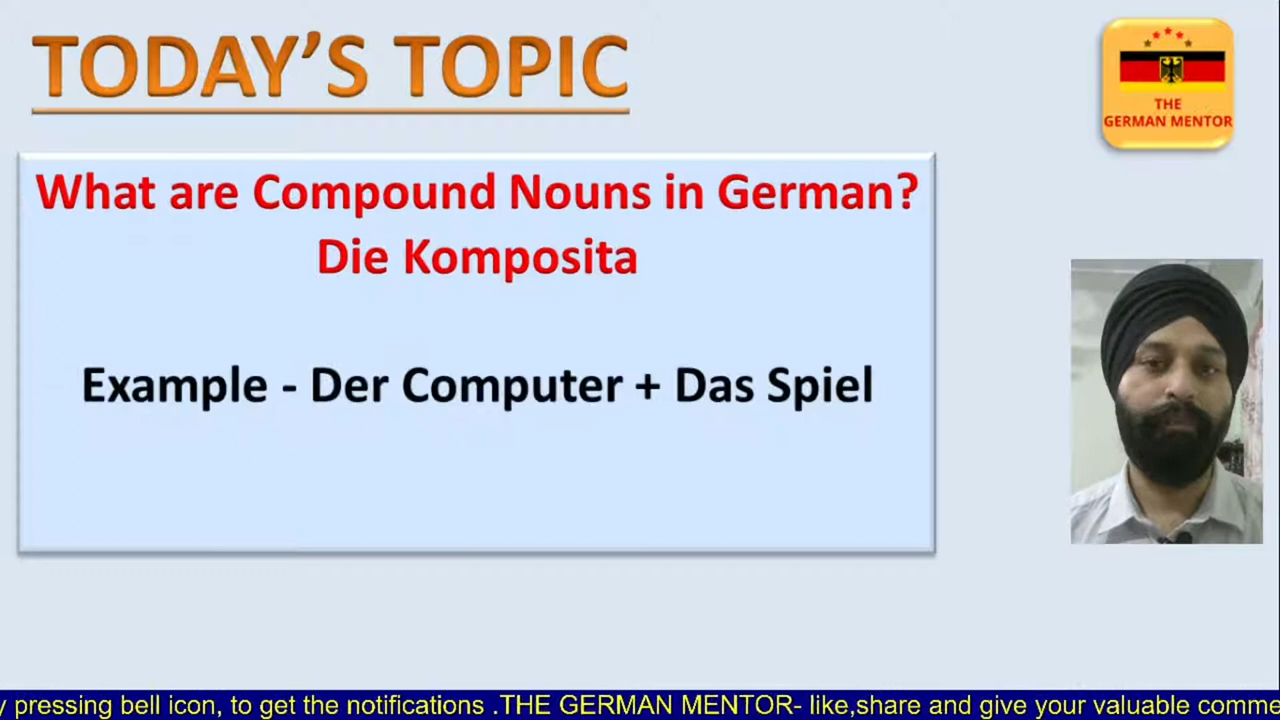 TODAY'S TOPIC
THE
GERMAN MENTOR
What are Compound Nouns in German?
Die Komposita
Example - Der Computer + Das Spiel
pressing bell icon, to get the notifications .THE GERMAN MENTOR- like,share and give your valuable